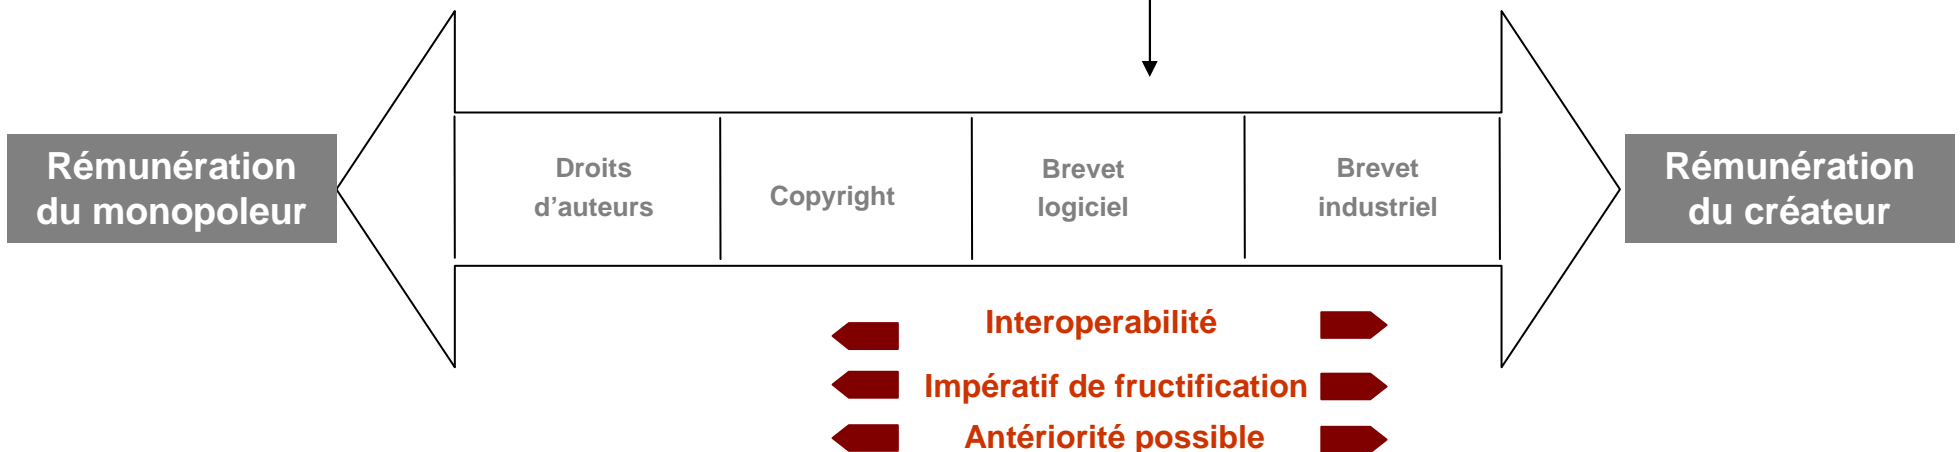 Rémunération
du monopoleur
Droits
d’auteurs
Copyright
Brevet
logiciel
Brevet
industriel
Rémunération
du créateur
Interoperabilité
Impératif de fructification
Antériorité possible